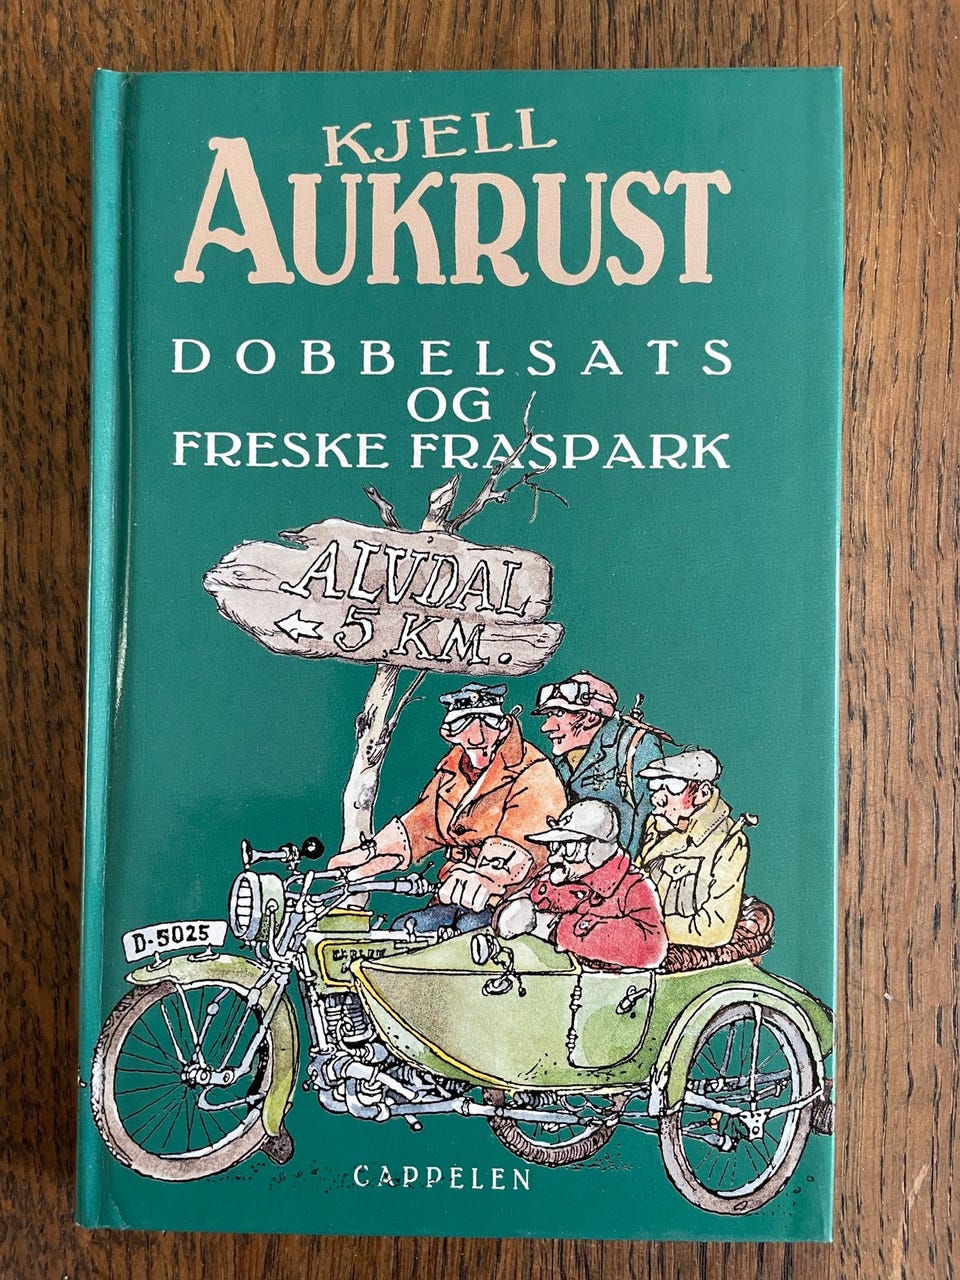 KJELL
AUKRUST
DOBBELSATS
OG
FRESKE FRASPARK
ALVDAL
5 KM.
D-5025
CAPPELEN